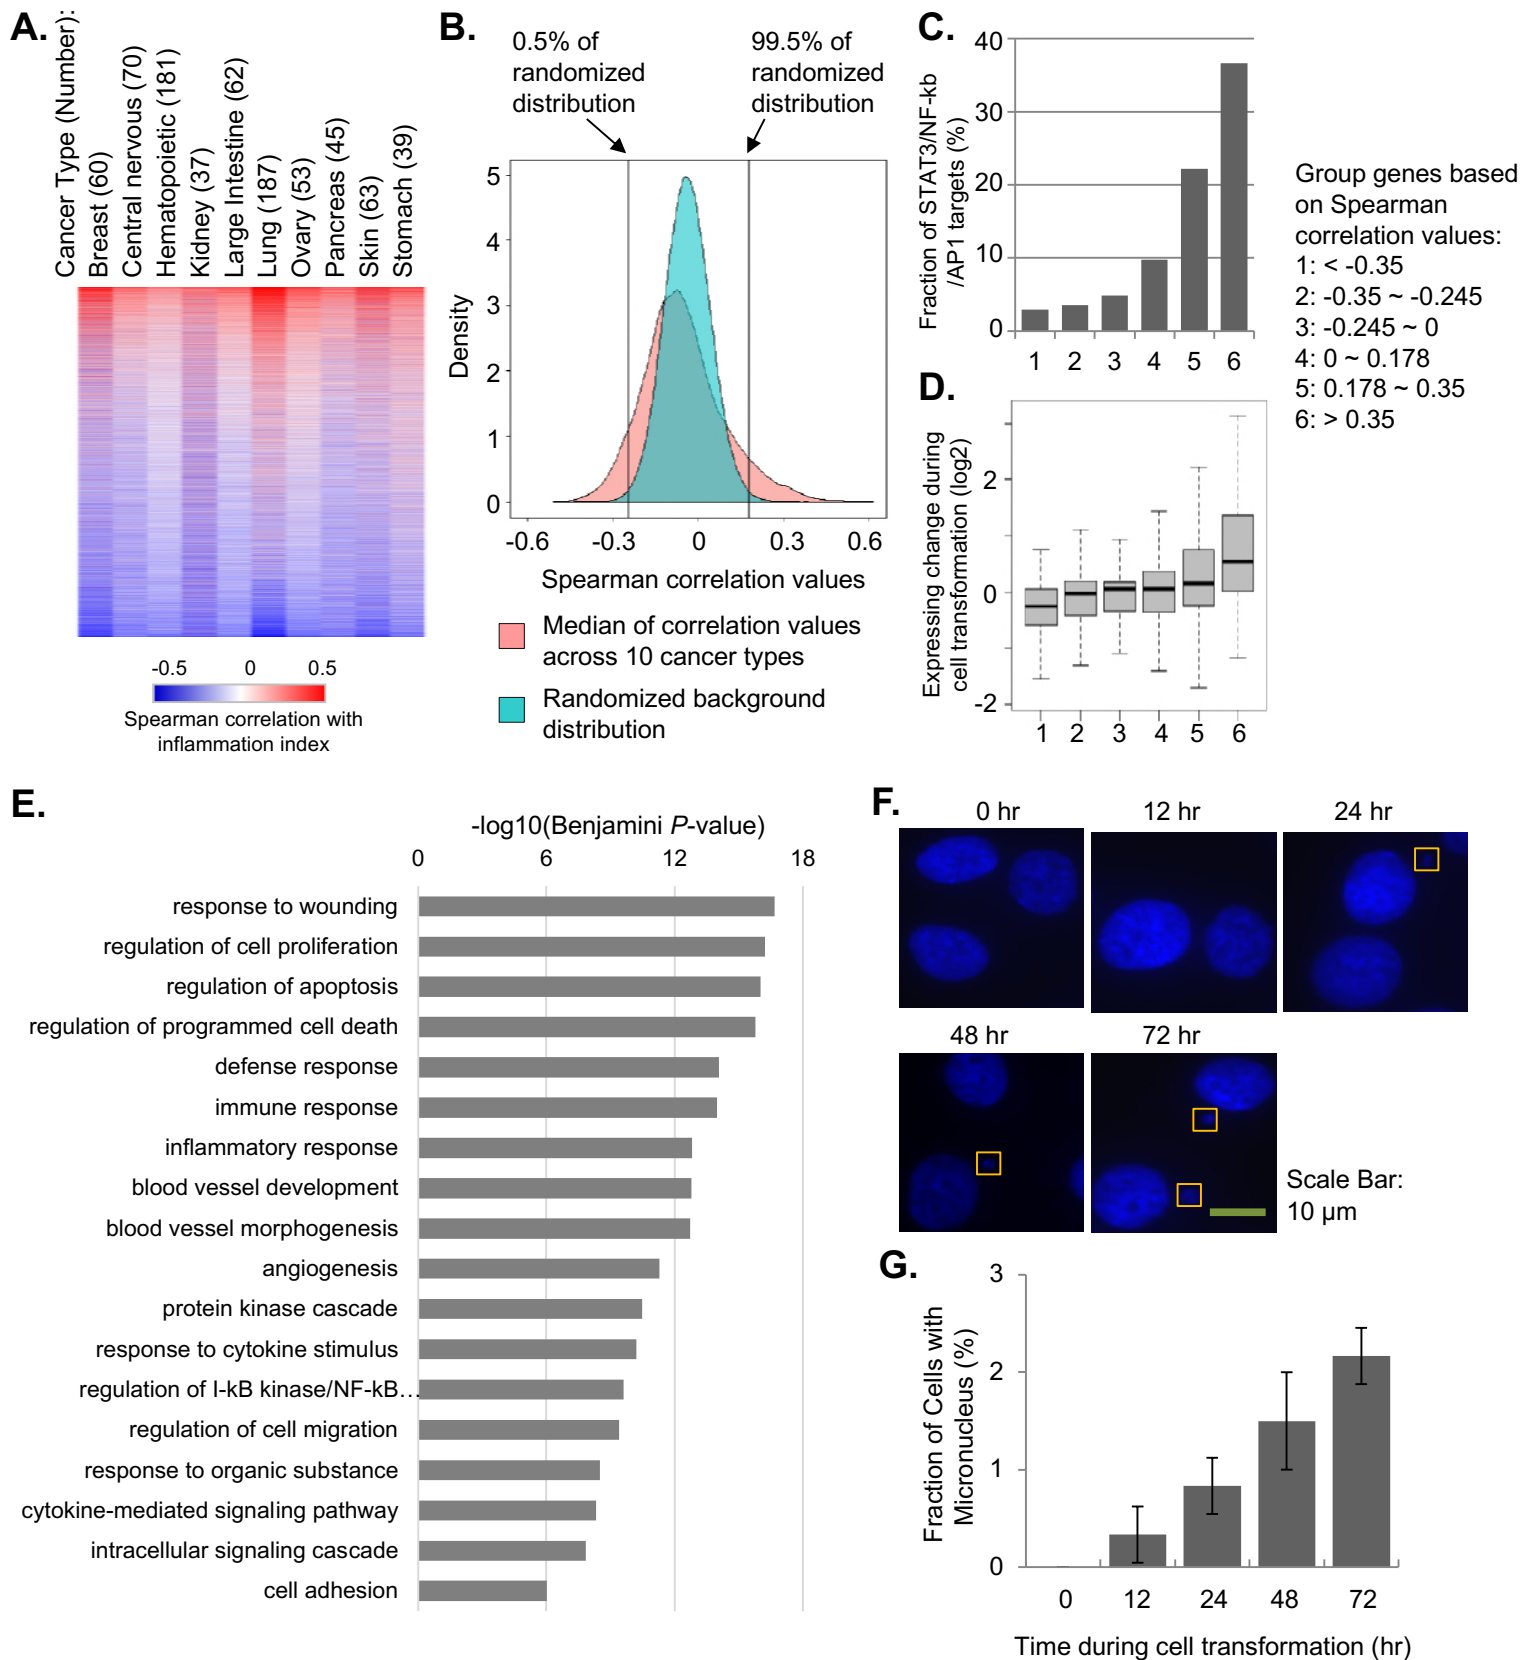 A.
Cancer Type (Number):
Breast (60)
Central nervous (70)
Hematopoietic (181)
Kidney (37)
Large Intestine (62)
Lung (187)
Ovary (53)
Pancreas (45)
Skin (63)
Stomach (39)
-0.5 0 0.5
Spearman correlation with
inflammation index
B.
0.5% of
randomized
distribution
99.5% of
randomized
distribution
Density
5
4
3
2
1
0
-0.6 -0.3 0 0.3 0.6
Spearman correlation values
Median of correlation values
across 10 cancer types
Randomized background
distribution
C.
Fraction of STAT3/NF-kb
/AP1 targets (%)
40
30
20
10
0
1 2 3 4 5 6
Group genes based
on Spearman
correlation values:
1: < -0.35
2: -0.35 ~ -0.245
3: -0.245 ~ 0
4: 0 ~ 0.178
5: 0.178 ~ 0.35
6: > 0.35
D.
Expressing change during
cell transformation (log2)
2
0
-2
1 2 3 4 5 6
E.
-log10(Benjamini P-value)
0 6 12 18
response to wounding
regulation of cell proliferation
regulation of apoptosis
regulation of programmed cell death
defense response
immune response
inflammatory response
blood vessel development
blood vessel morphogenesis
angiogenesis
protein kinase cascade
response to cytokine stimulus
regulation of I-kB kinase/NF-kB...
regulation of cell migration
response to organic substance
cytokine-mediated signaling pathway
intracellular signaling cascade
cell adhesion
F.
0 hr 12 hr 24 hr
48 hr 72 hr
Scale Bar:
10 µm
G.
Fraction of Cells with
Micronucleus (%)
3
2
1
0
0 12 24 48 72
Time during cell transformation (hr)